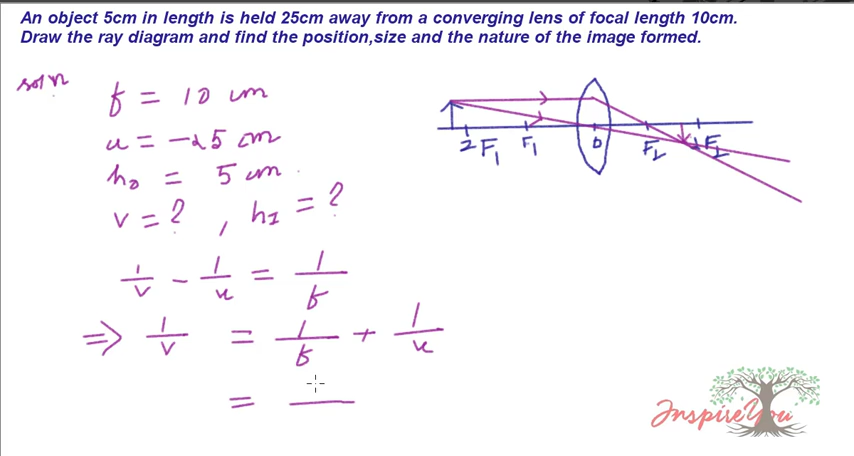 An object 5cm in length is held 25cm away from a converging lens of focal length 10cm.
Draw the ray diagram and find the position,size and the nature of the image formed.
soln
f = 10 cm
u = -25 cm
h₀ = 5 cm
v = ? , hI = ?
1/v - 1/u = 1/f
⇒ 1/v = 1/f + 1/u
=
2F₁ F₁ O F₂ 2F₂
InspireYou